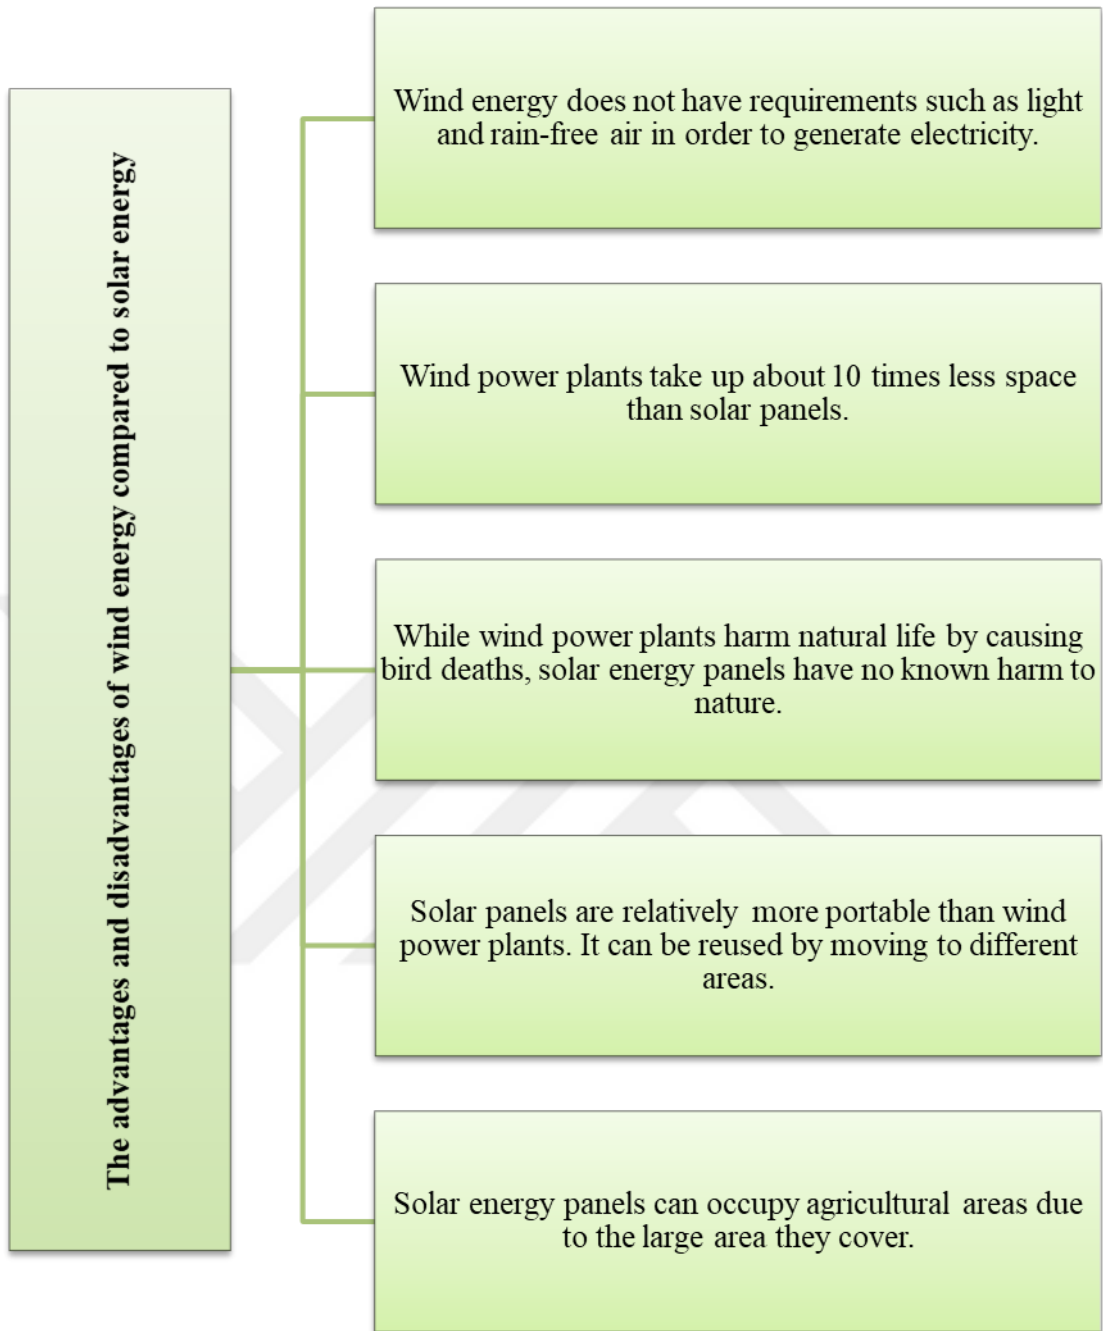 The advantages and disadvantages of wind energy compared to solar energy
Wind energy does not have requirements such as light
and rain-free air in order to generate electricity.
Wind power plants take up about 10 times less space
than solar panels.
While wind power plants harm natural life by causing
bird deaths, solar energy panels have no known harm to
nature.
Solar panels are relatively more portable than wind
power plants. It can be reused by moving to different
areas.
Solar energy panels can occupy agricultural areas due
to the large area they cover.